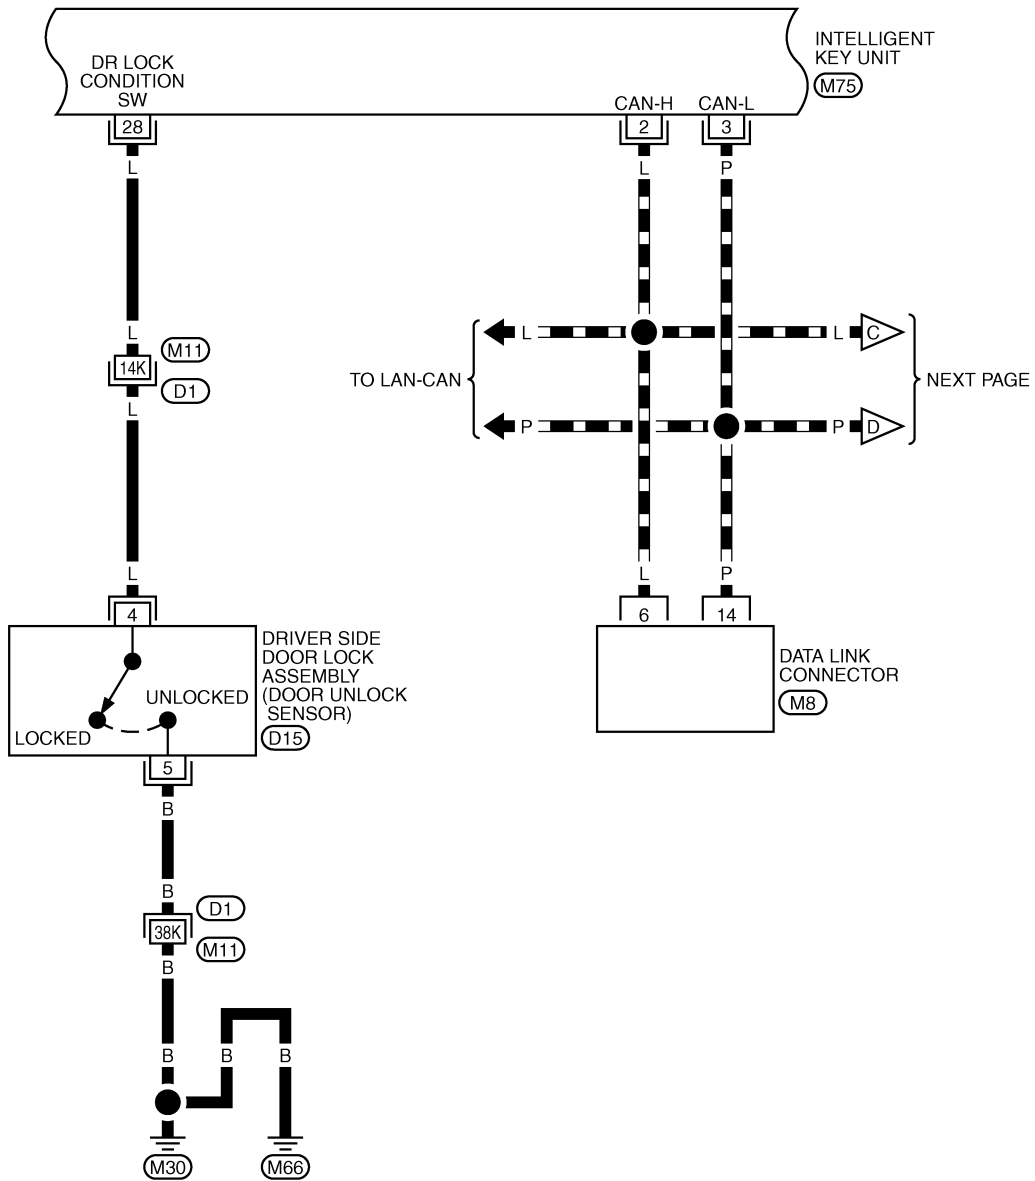 INTELLIGENT
KEY UNIT
M75
DR LOCK
CONDITION
SW
CAN-H
CAN-L
28
2
3
L
L
P
L
L
L
C
M11
14K
D1
TO LAN-CAN
NEXT PAGE
L
P
P
D
L
L
P
4
6
14
DRIVER SIDE
DOOR LOCK
ASSEMBLY
(DOOR UNLOCK
SENSOR)
D15
UNLOCKED
LOCKED
DATA LINK
CONNECTOR
M8
5
B
B
D1
38K
M11
B
B
B
B
M30
M66